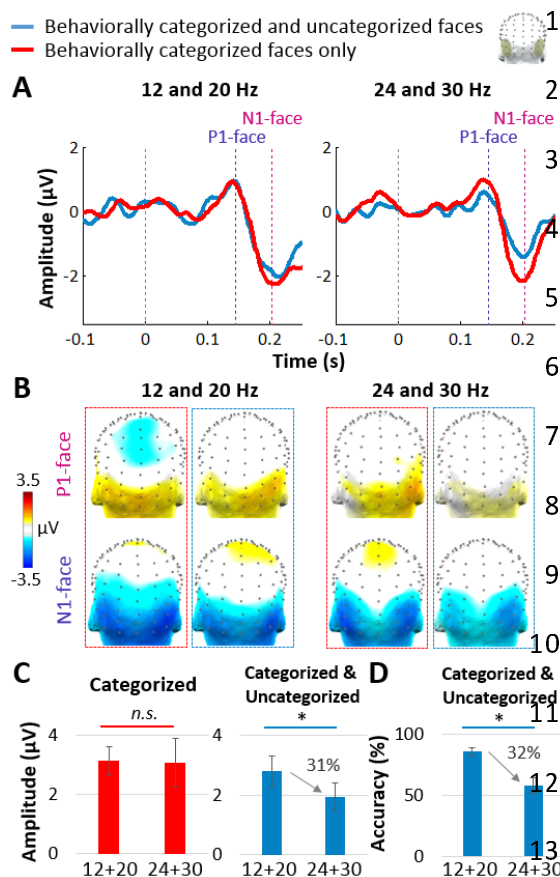 Behaviorally categorized and uncategorized faces
Behaviorally categorized faces only
1
A
12 and 20 Hz
24 and 30 Hz
2
N1-face
N1-face
P1-face
P1-face
3
Amplitude (µV)
2
0
-2
2
0
-2
4
5
-0.1
0
0.1
0.2
-0.1
0
0.1
0.2
Time (s)
6
B
12 and 20 Hz
24 and 30 Hz
7
P1-face
3.5
µV
-3.5
8
N1-face
9
10
C
Categorized
Categorized &
Uncategorized
D
Categorized &
Uncategorized
11
n.s.
*
*
Amplitude (µV)
4
2
0
4
2
0
31%
Accuracy (%)
100
50
0
32%
12
13
12+20
24+30
12+20
24+30
12+20
24+30